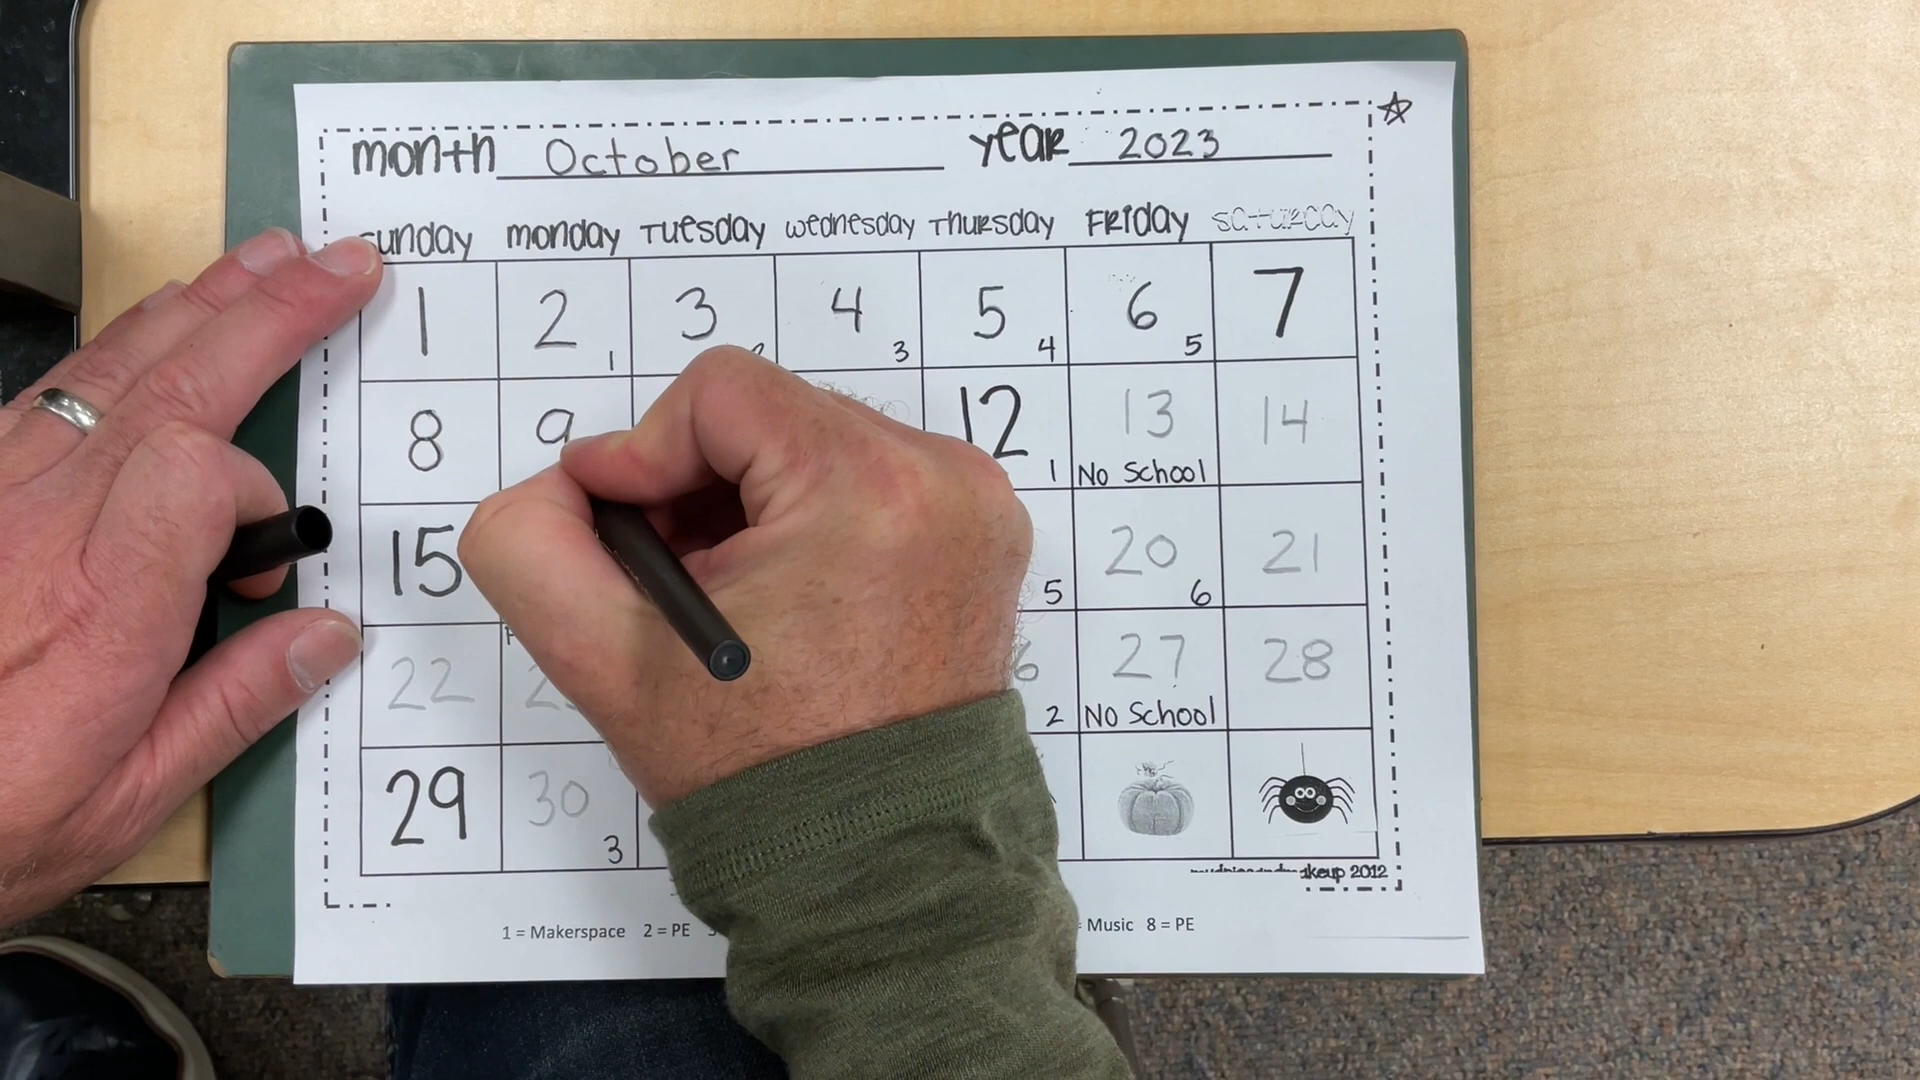 month October year 2023
Sunday monday Tuesday wednesday Thursday Friday Saturday
1 2 3 4 5 6 7
1 3 4 5
8 9 12 13 14
1 No School
15 20 21
5 6
22 27 28
2 No School
29 30
3
akeup 2012
1 = Makerspace 2 = PE Music 8 = PE